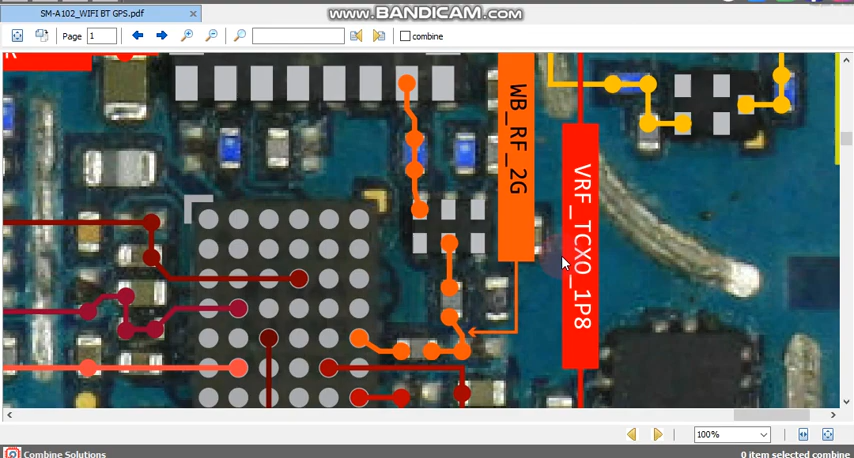 www.BANDICAM.com
SM-A102_WIFI BT GPS.pdf
Page 1
combine
R
WB_RF_2G
VRF_TCXO_1P8
100%
Combine Solutions
0 item selected combine